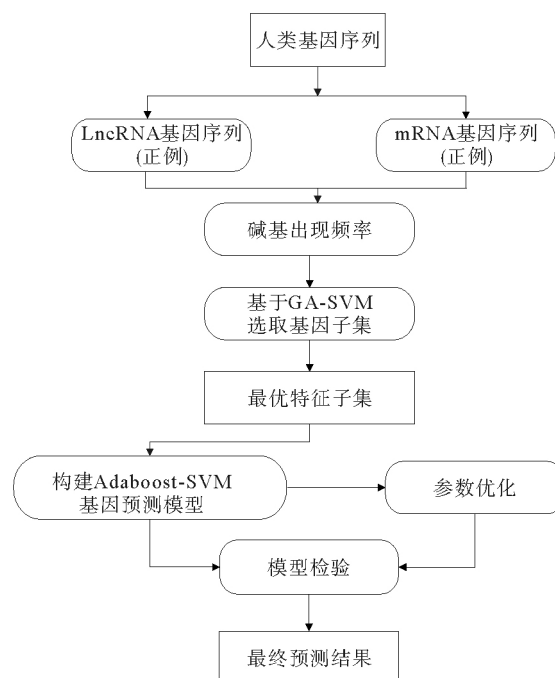 人类基因序列
LncRNA基因序列
(正例)
mRNA基因序列
(正例)
碱基出现频率
基于GA-SVM
选取基因子集
最优特征子集
构建Adaboost-SVM
基因预测模型
参数优化
模型检验
最终预测结果